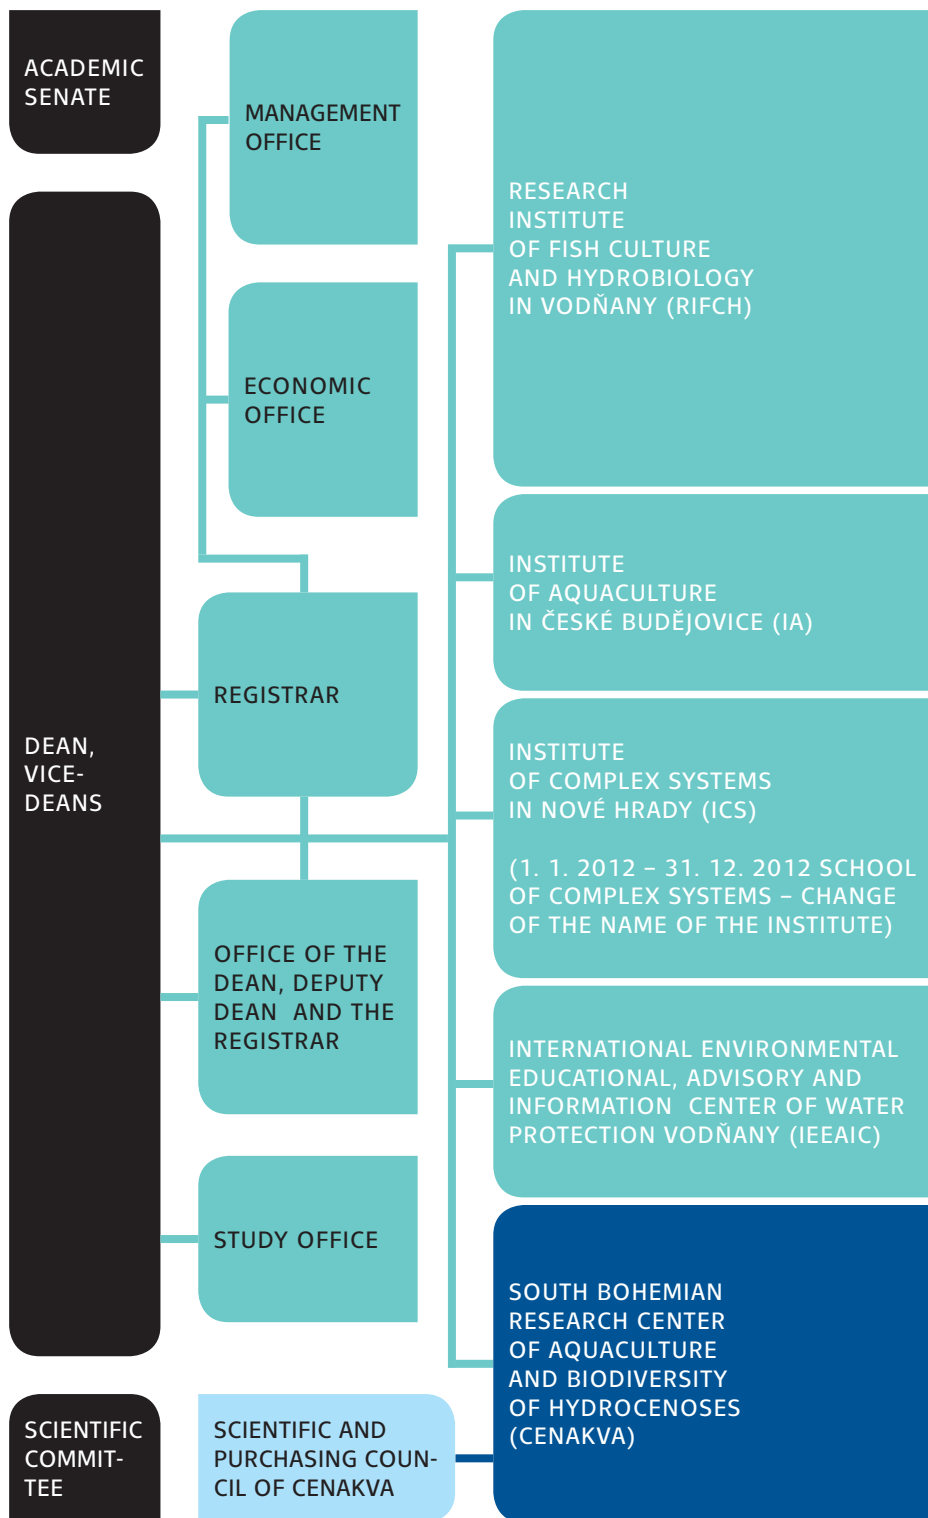 ACADEMIC
SENATE
DEAN,
VICE-
DEANS
SCIENTIFIC
COMMIT-
TEE
MANAGEMENT
OFFICE
ECONOMIC
OFFICE
REGISTRAR
OFFICE OF THE
DEAN, DEPUTY
DEAN  AND THE
REGISTRAR
STUDY OFFICE
SCIENTIFIC AND
PURCHASING COUN-
CIL OF CENAKVA
RESEARCH
INSTITUTE
OF FISH CULTURE
AND HYDROBIOLOGY
IN VODŇANY (RIFCH)
INSTITUTE
OF AQUACULTURE
IN ČESKÉ BUDĚJOVICE (IA)
INSTITUTE
OF COMPLEX SYSTEMS
IN NOVÉ HRADY (ICS)
(1. 1. 2012 – 31. 12. 2012 SCHOOL
OF COMPLEX SYSTEMS – CHANGE
OF THE NAME OF THE INSTITUTE)
INTERNATIONAL ENVIRONMENTAL
EDUCATIONAL, ADVISORY AND
INFORMATION  CENTER OF WATER
PROTECTION VODŇANY (IEEAIC)
SOUTH BOHEMIAN
RESEARCH CENTER
OF AQUACULTURE
AND BIODIVERSITY
OF HYDROCENOSES
(CENAKVA)